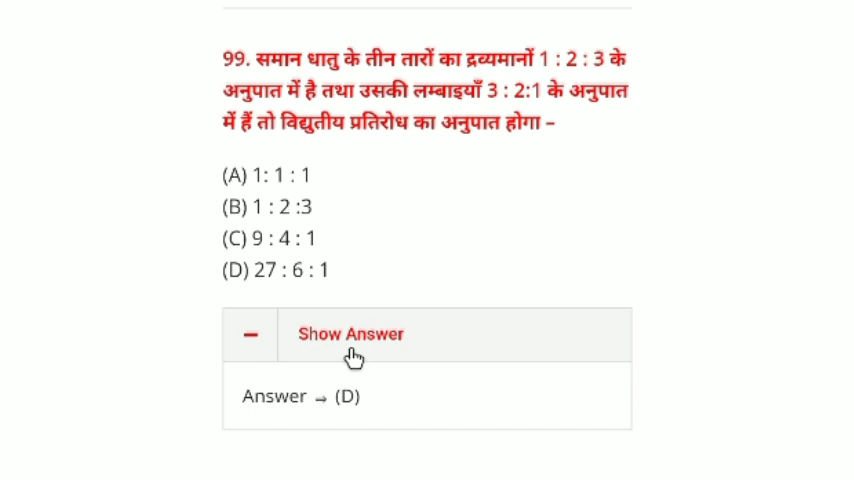 99. समान धातु के तीन तारों का द्रव्यमानों 1 : 2 : 3 के
अनुपात में है तथा उसकी लम्बाइयाँ 3 : 2:1 के अनुपात
में हैं तो विद्युतीय प्रतिरोध का अनुपात होगा –
(A) 1: 1 : 1
(B) 1 : 2 :3
(C) 9 : 4 : 1
(D) 27 : 6 : 1
– Show Answer
Answer ⇒ (D)